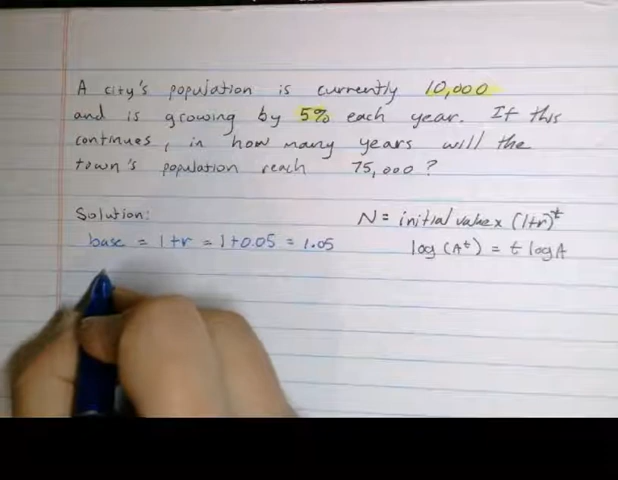 A city's population is currently 10,000
and is growing by 5% each year. If this
continues, in how many years will the
town's population reach 75,000?
Solution:
N = initial value x (1+r)^t
base = 1+r = 1+0.05 = 1.05
log (A^t) = t log A